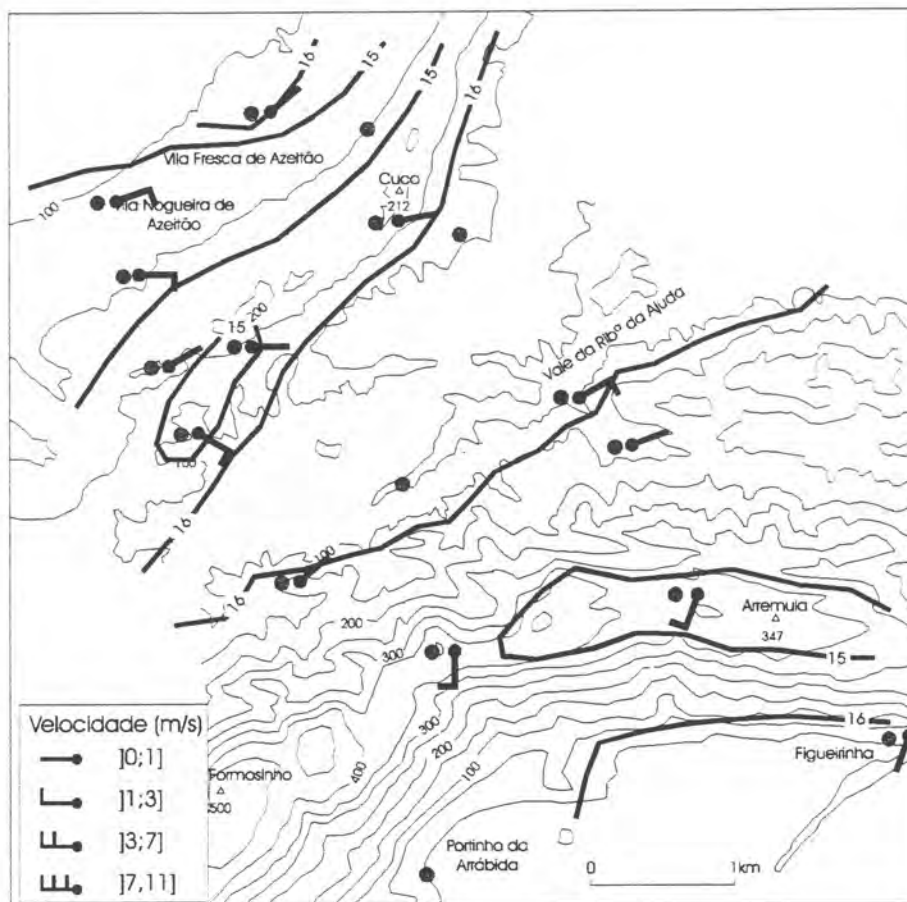 16
15
15
16
Vila Fresca de Azeitão
Cuco
212
100
Vila Nogueira de
Azeitão
200
15
Vale da Ribª da Ajuda
150
16
100
16
200
300
Arremula
347
15
Velocidade (m/s)
]0;1]
]1;3]
]3;7]
]7,11]
300
200
100
400
16
Figueirinha
Formosinho
500
Portinho da
Arrábida
0 1km